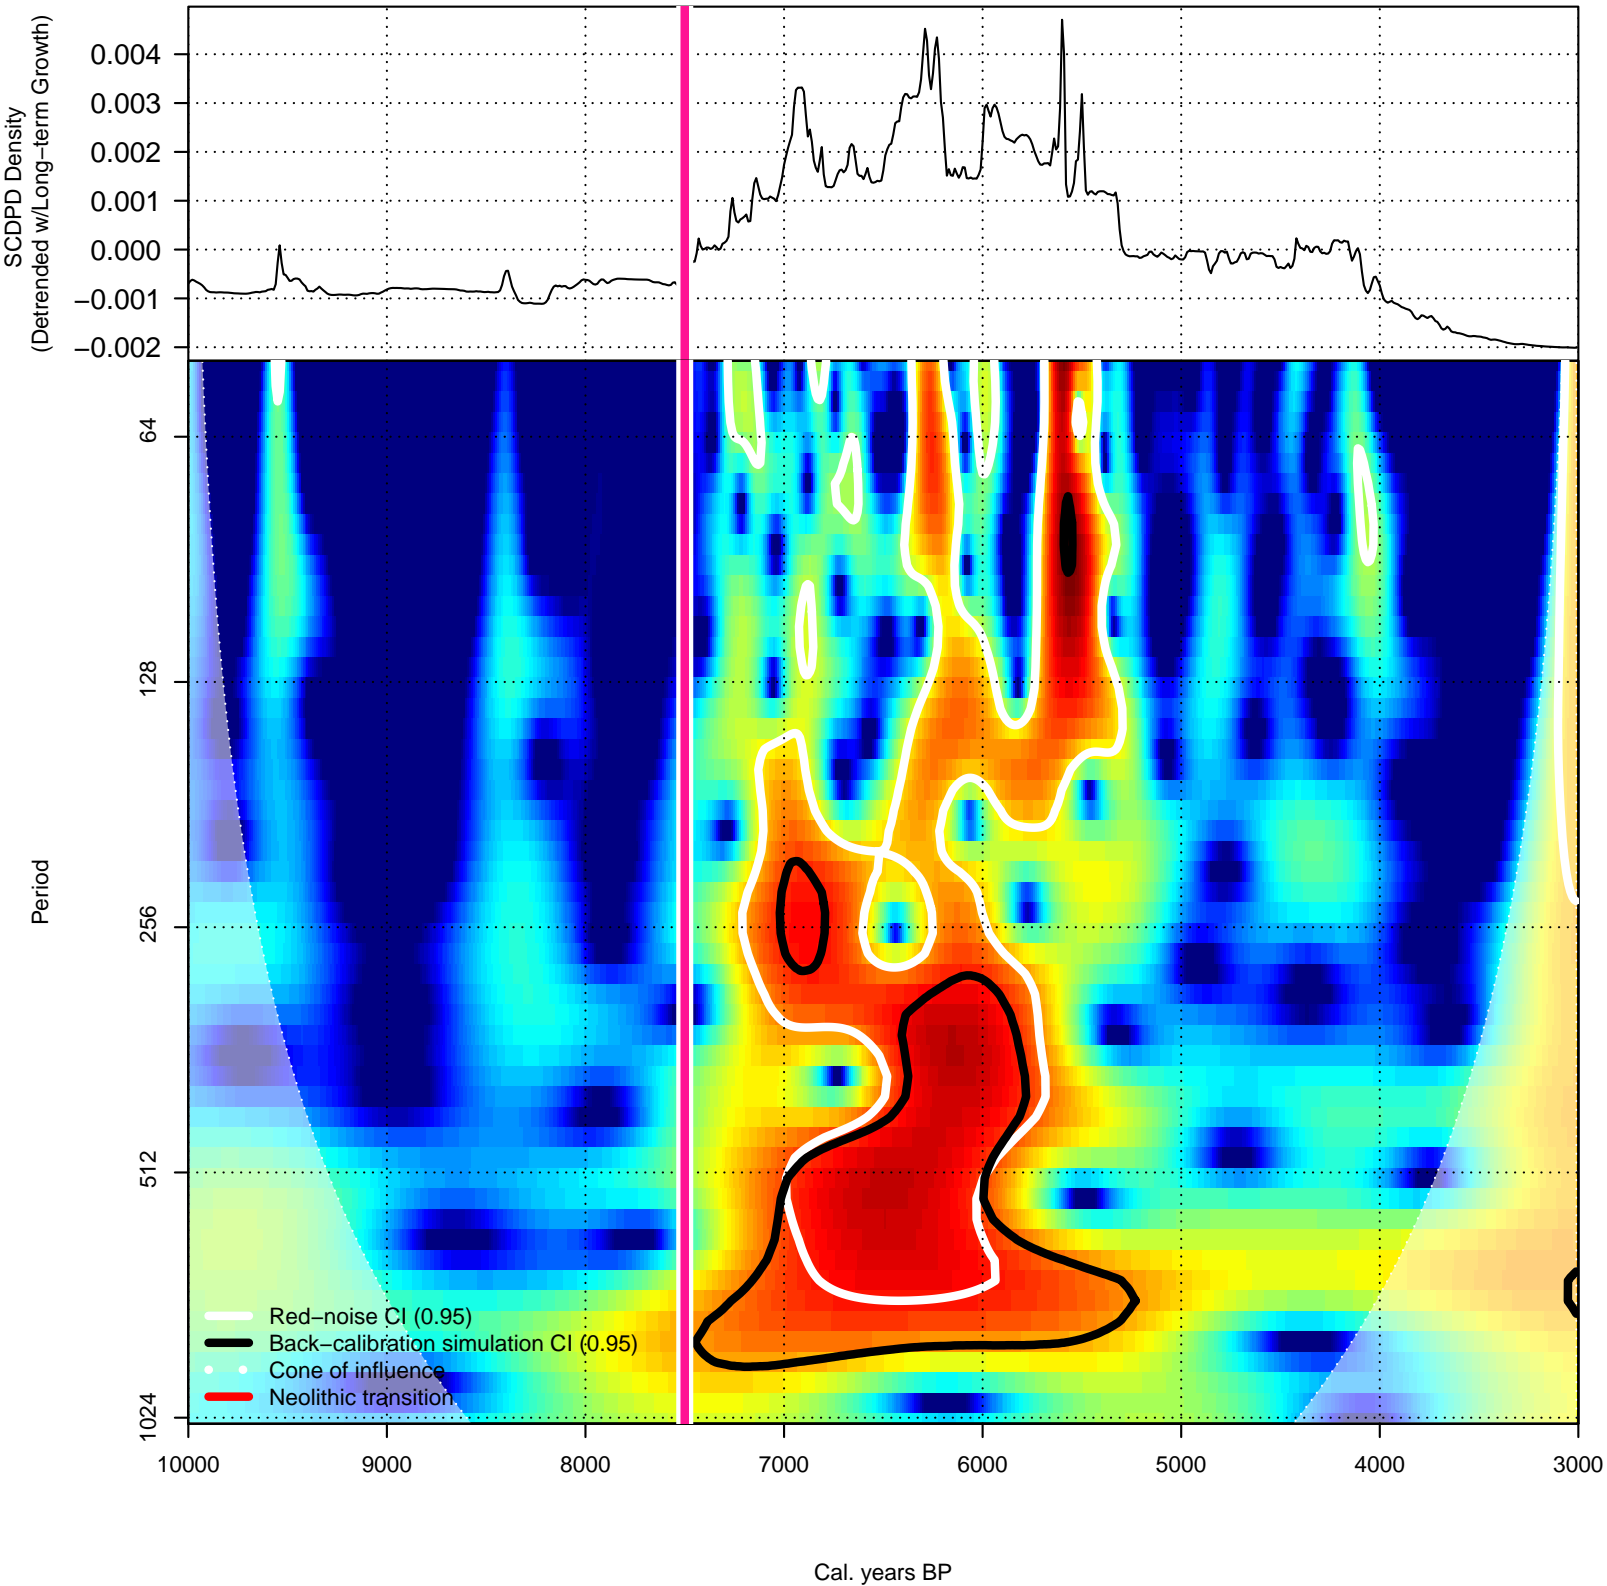 SCDPD Density
(Detrended w/Long−term Growth)
0.004
0.003
0.002
0.001
0.000
−0.001
−0.002
Period
64
128
256
512
1024
Red−noise CI (0.95)
Back−calibration simulation CI (0.95)
Cone of influence
Neolithic transition
10000 9000 8000 7000 6000 5000 4000 3000
Cal. years BP